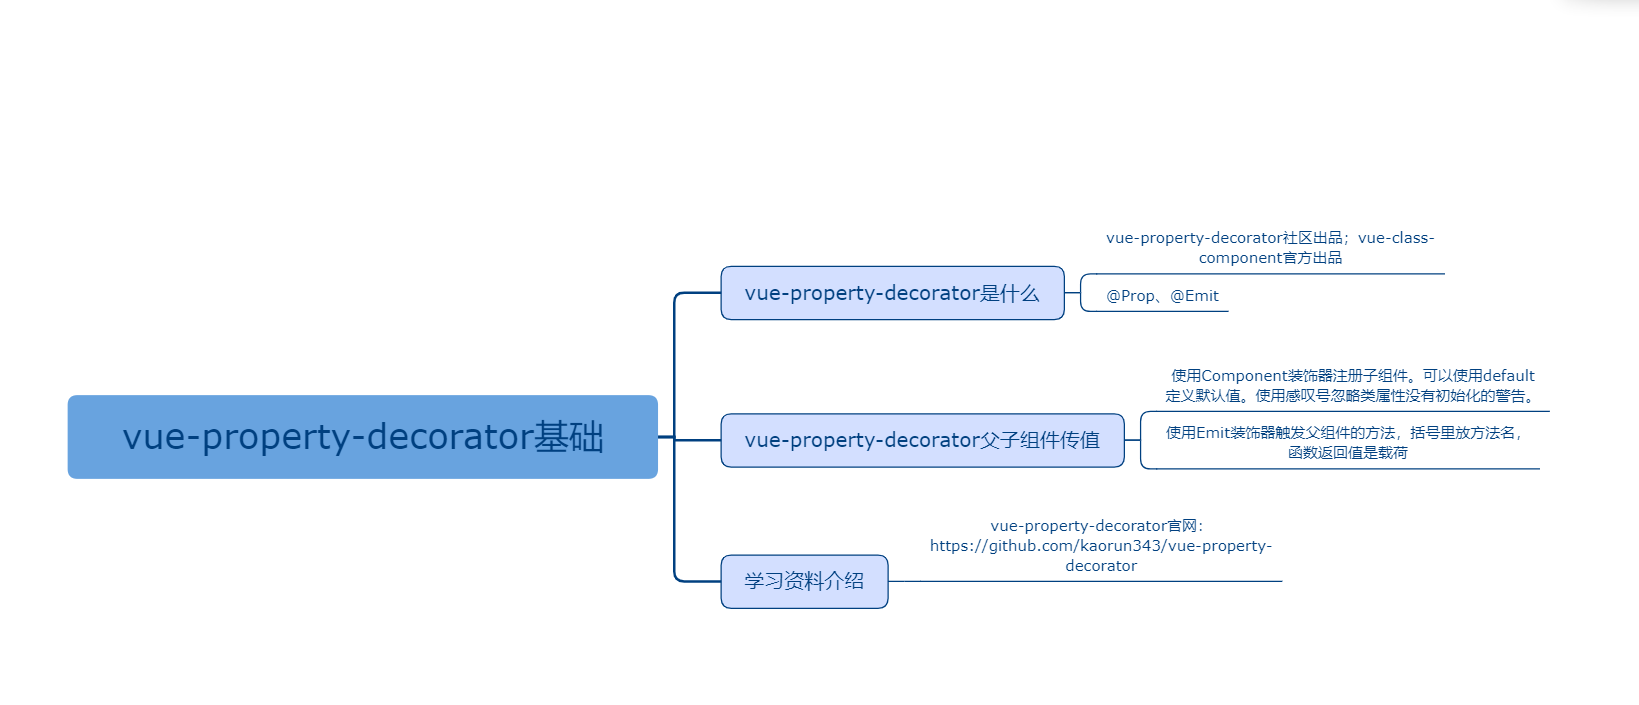 vue-property-decorator基础
vue-property-decorator是什么
vue-property-decorator社区出品；vue-class-
component官方出品
@Prop、@Emit
vue-property-decorator父子组件传值
使用Component装饰器注册子组件。可以使用default
定义默认值。使用感叹号忽略类属性没有初始化的警告。
使用Emit装饰器触发父组件的方法，括号里放方法名，
函数返回值是载荷
学习资料介绍
vue-property-decorator官网：
https://github.com/kaorun343/vue-property-
decorator